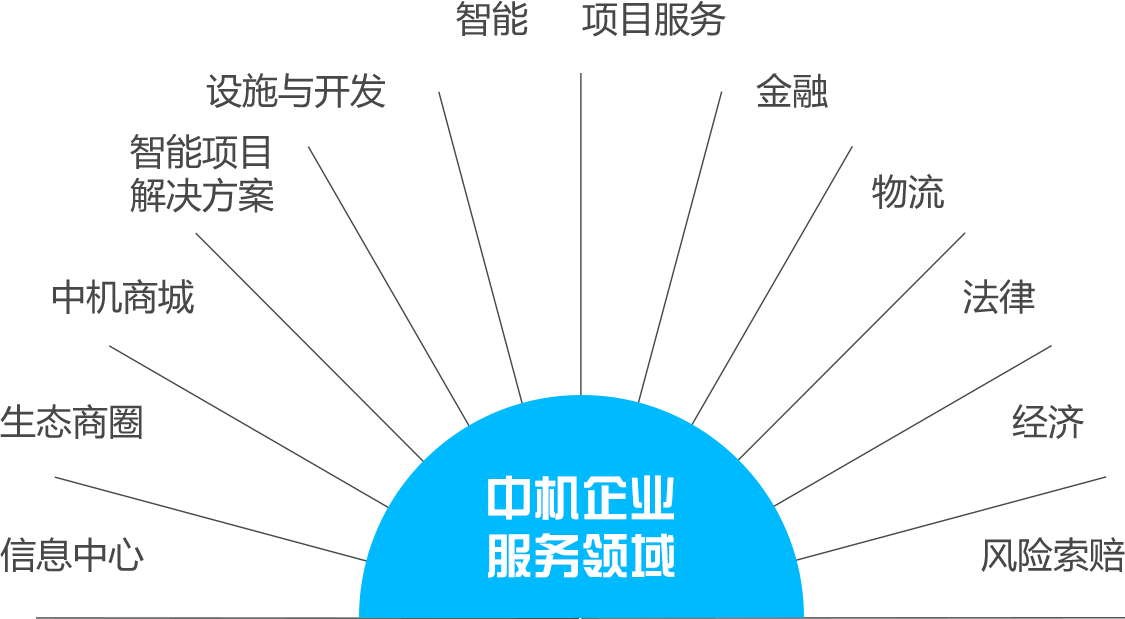 智能
项目服务
设施与开发
金融
智能项目
解决方案
物流
中机商城
法律
生态商圈
经济
中机企业
服务领域
信息中心
风险索赔